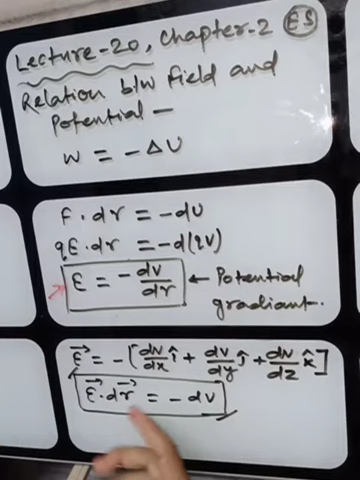 Lecture-20, Chapter-2 ES
Relation b/w Field and
Potential —
W = -ΔU
F · dr = -dU
qE·dr = -d(qV)
E = -dv/dr ← Potential
gradiant.
E⃗ = -[dv/dx î + dv/dy ĵ + dv/dz k̂]
E⃗·dr⃗ = -dv